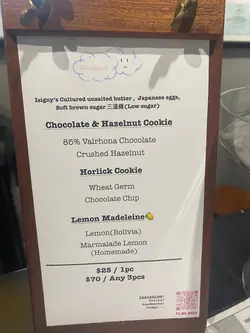 Isigny's Cultured unsalted butter , Japanese eggs,
Soft brown sugar 三溫糖(Low sugar)
Chocolate & Hazelnut Cookie
85% Valrhona Chocolate
Crushed Hazelnut
Horlick Cookie
Wheat Germ
Chocolate Chip
Lemon Madeleine🍋
Lemon(Bolivia)
Marmalade Lemon
(Homemade)
$25 / 1pc
$70 / Any 3pcs